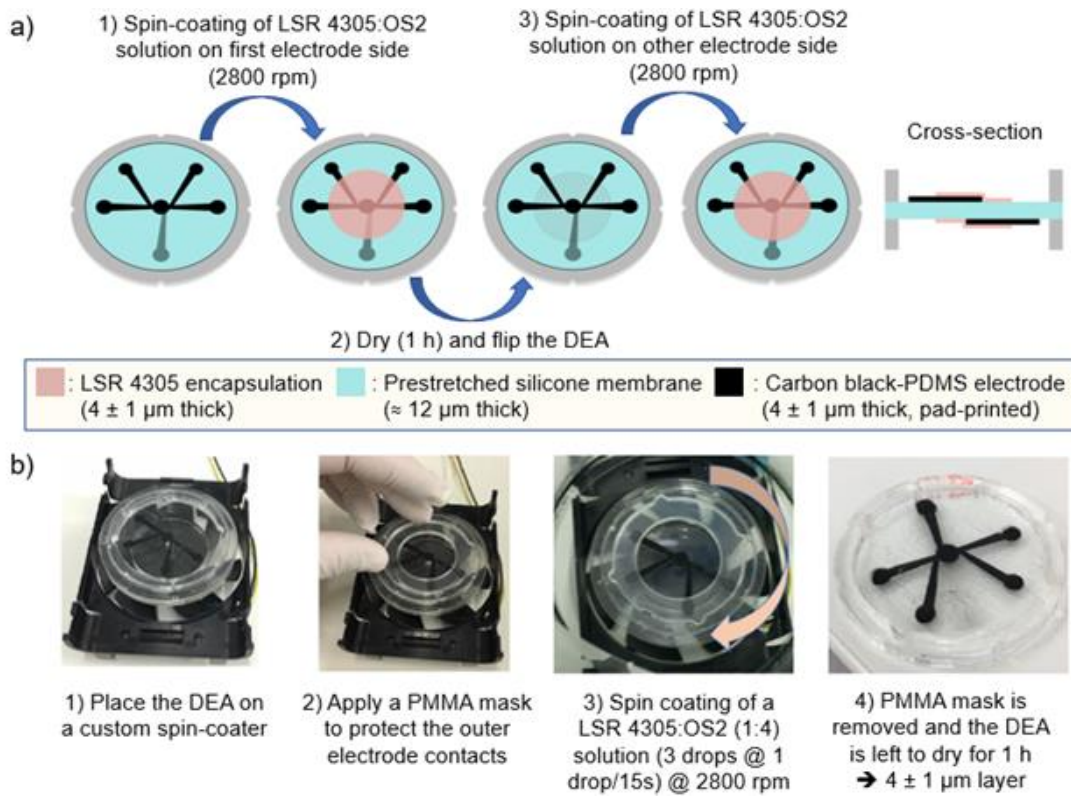 a)
1) Spin-coating of LSR 4305:OS2
solution on first electrode side
(2800 rpm)
3) Spin-coating of LSR 4305:OS2
solution on other electrode side
(2800 rpm)
Cross-section
2) Dry (1 h) and flip the DEA
: LSR 4305 encapsulation
(4 ± 1 µm thick)
: Prestretched silicone membrane
(≈ 12 µm thick)
: Carbon black-PDMS electrode
(4 ± 1 µm thick, pad-printed)
b)
1) Place the DEA on
a custom spin-coater
2) Apply a PMMA mask
to protect the outer
electrode contacts
3) Spin coating of a
LSR 4305:OS2 (1:4)
solution (3 drops @ 1
drop/15s) @ 2800 rpm
4) PMMA mask is
removed and the DEA
is left to dry for 1 h
➔ 4 ± 1 µm layer